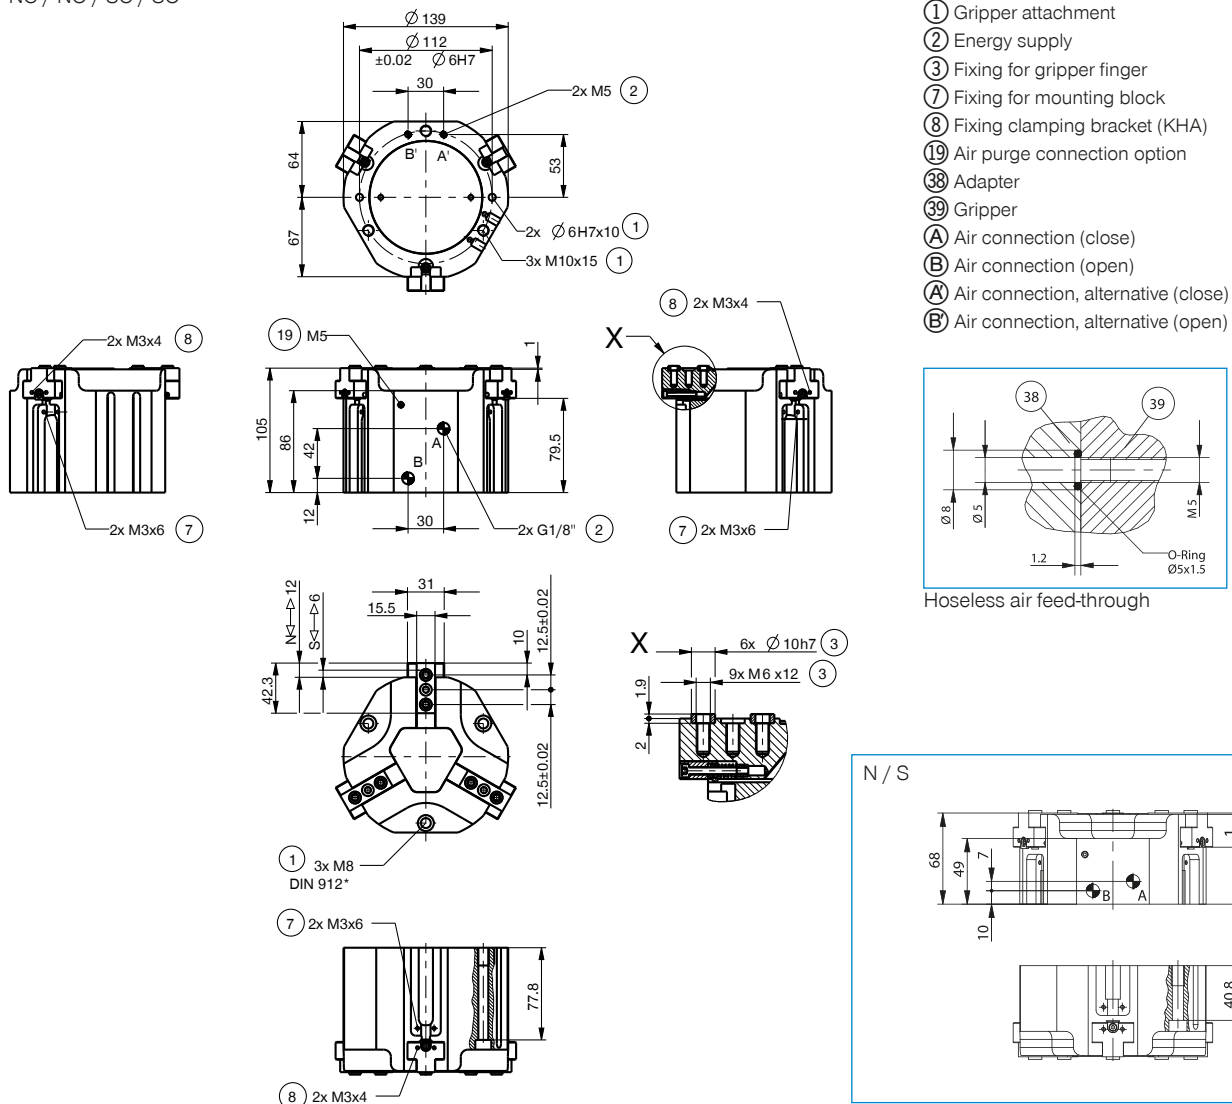 Ø 139
Ø 112
±0.02 Ø 6H7
30
2x M5 2
B' A'
64
53
67
2x Ø 6H7x10 1
3x M10x15 1
1 Gripper attachment
2 Energy supply
3 Fixing for gripper finger
7 Fixing for mounting block
8 Fixing clamping bracket (KHA)
19 Air purge connection option
38 Adapter
39 Gripper
A Air connection (close)
B Air connection (open)
A' Air connection, alternative (close)
B' Air connection, alternative (open)
2x M3x4 8
2x M3x6 7
19 M5
1
105
86
42
12
A
B
79.5
30
2x G1/8" 2
8 2x M3x4
X
7 2x M3x6
38
39
Ø 8
Ø 5
M 5
1.2
O-Ring
Ø5x1.5
Hoseless air feed-through
N◁—▷12
S◁—▷6
31
15.5
10
12.5±0.02
42.3
12.5±0.02
1 3x M8
DIN 912*
X
6x Ø 10h7 3
9x M6 x12 3
1.9
2
7 2x M3x6
77.8
8 2x M3x4
N / S
68
49
7
10
B A
1
40.8